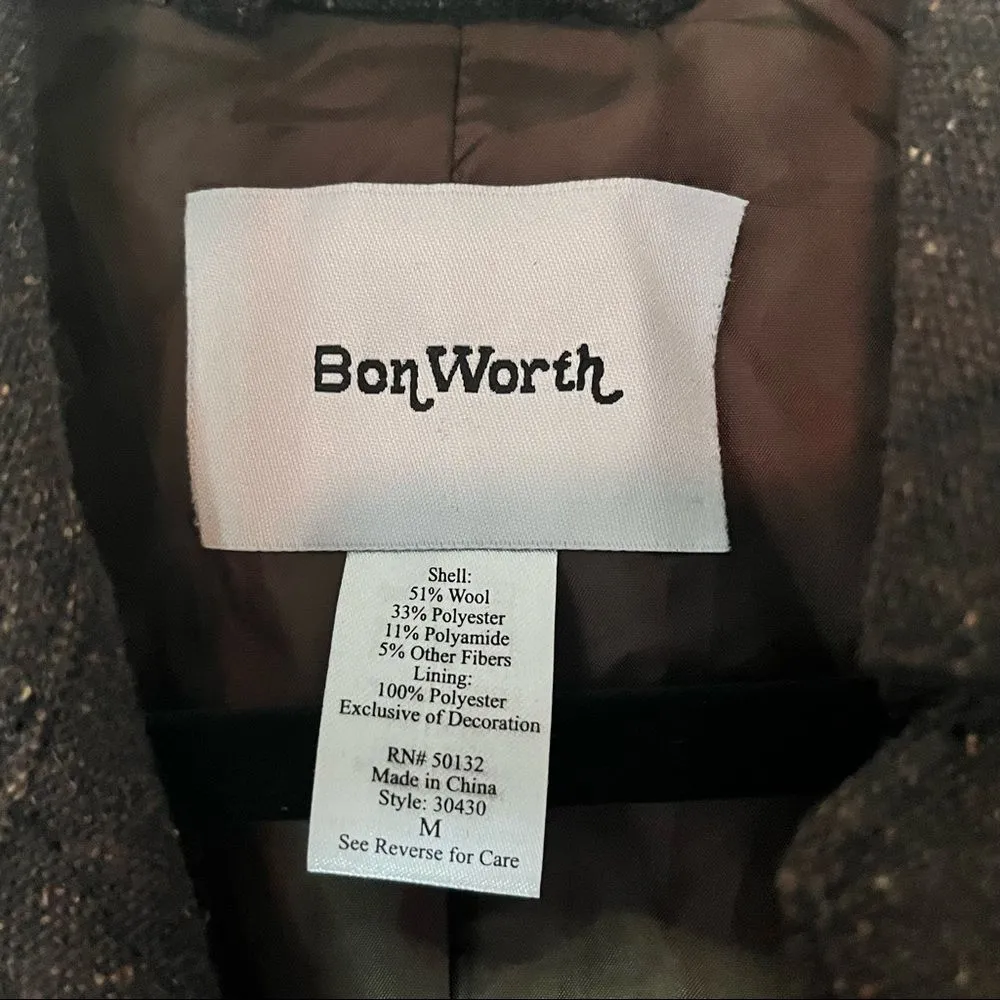 BonWorth
Shell:
51% Wool
33% Polyester
11% Polyamide
5% Other Fibers
Lining:
100% Polyester
Exclusive of Decoration
RN# 50132
Made in China
Style: 30430
M
See Reverse for Care